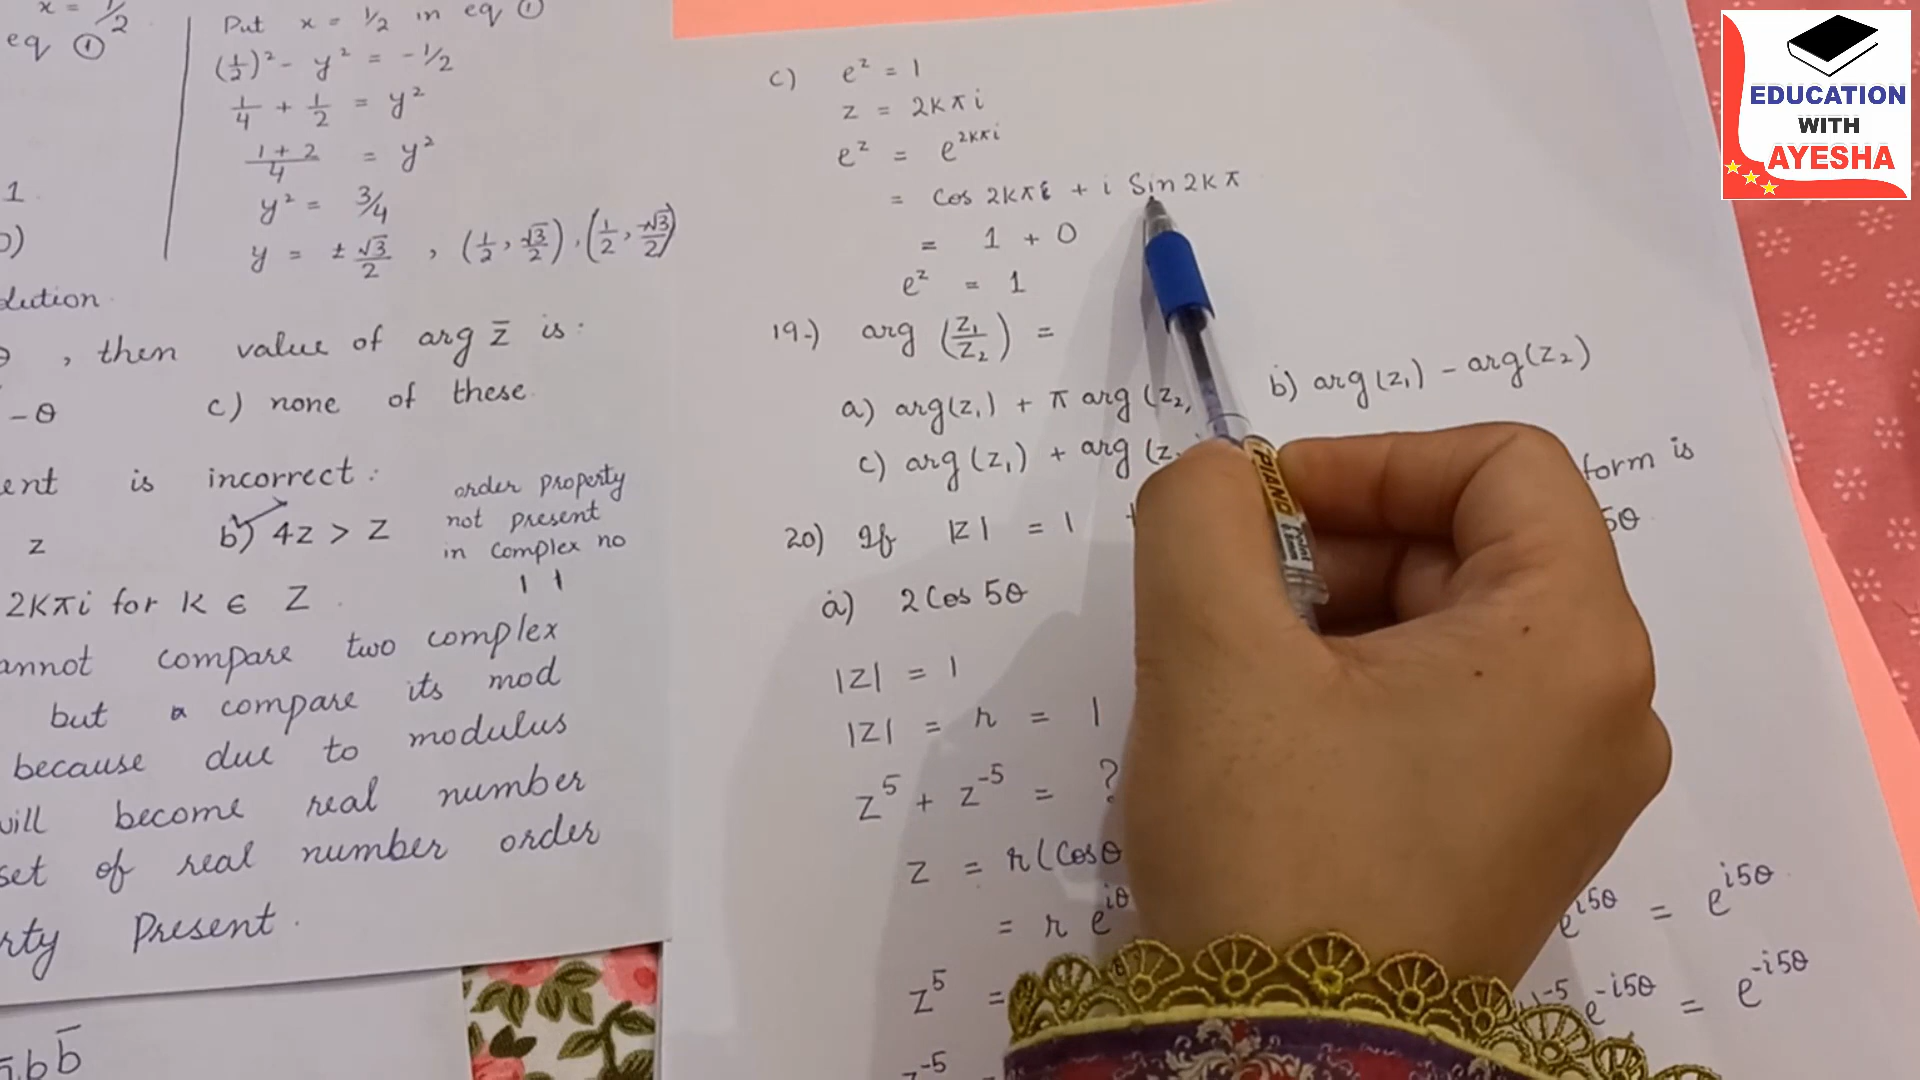 x = 1/2
eq ①
Put x = 1/2 in eq ①
(1/2)² - y² = -1/2
1/4 + 1/2 = y²
1+2/4 = y²
y² = 3/4
y = ± √3/2 , (1/2, √3/2), (1/2, -√3/2)
1
, then value of arg z̄ is:
-θ c) none of these
is incorrect:
z b) 4z > z
order property
not present
in complex no
2kπi for k ∈ Z
compare two complex
but a compare its mod
because due to modulus
become real number
set of real number order
Present.
b b̄
c) e^z = 1
z = 2kπi
e^z = e^2kπi
= cos 2kπ + i Sin 2kπ
= 1 + 0
e^z = 1
19.) arg (z₁/z₂) =
a) arg(z₁) + π arg (z₂, b) arg(z₁) - arg(z₂)
c) arg(z₁) + arg (z
form is
20) If |z| = 1 5θ
a) 2 Cos 5θ
|z| = 1
|z| = r = 1
z⁵ + z⁻⁵ = ?
z = r(Cosθ
= r e^iθ e^i5θ = e^i5θ
z⁵ = -5 e^-i5θ = e^-i5θ
-5
EDUCATION
WITH
AYESHA
PIANO